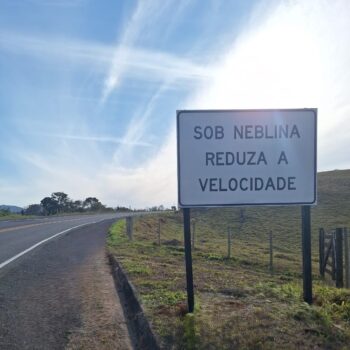 SOB NEBLINA
REDUZA A
VELOCIDADE